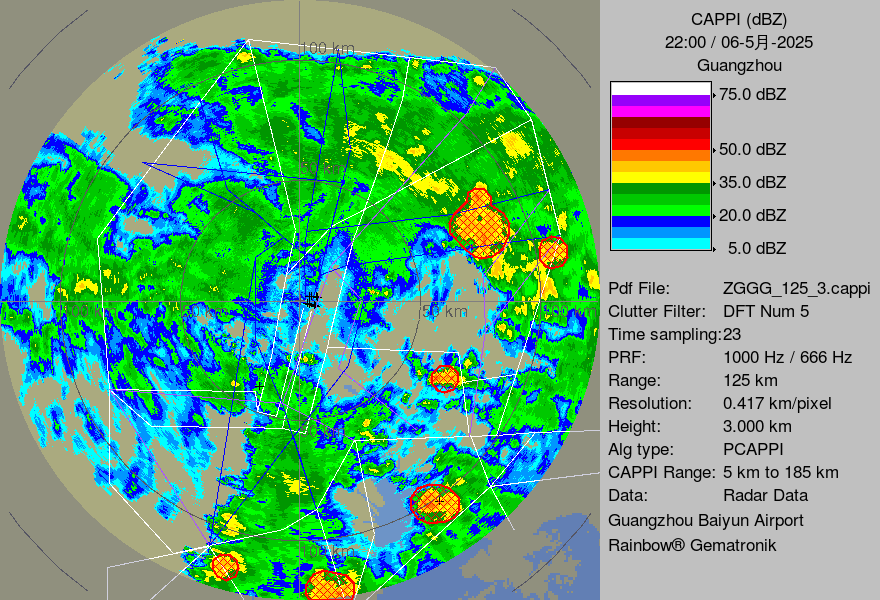 CAPPI (dBZ)
22:00 / 06-5月-2025
Guangzhou
75.0 dBZ
50.0 dBZ
35.0 dBZ
20.0 dBZ
5.0 dBZ
Pdf File: ZGGG_125_3.cappi
Clutter Filter: DFT Num 5
Time sampling:23
PRF: 1000 Hz / 666 Hz
Range: 125 km
Resolution: 0.417 km/pixel
Height: 3.000 km
Alg type: PCAPPI
CAPPI Range: 5 km to 185 km
Data: Radar Data
Guangzhou Baiyun Airport
Rainbow® Gematronik
100 km
50 km
100 km